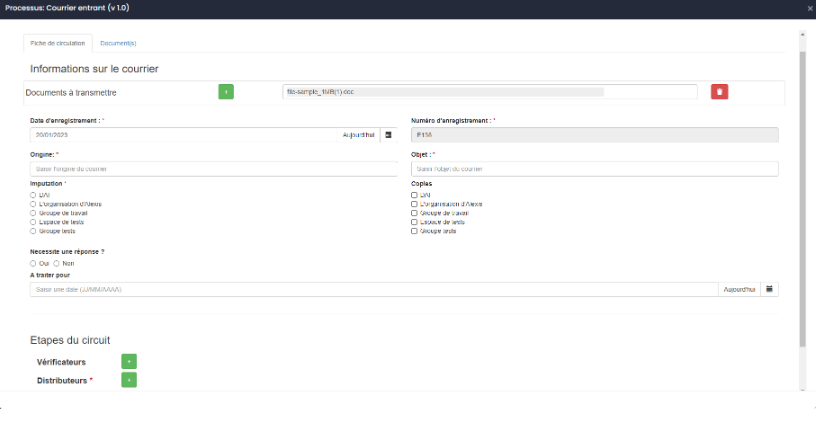 Processus: Courrier entrant (v 1.0)
×
Fiche de circulation
Document(s)
Informations sur le courrier
Documents à transmettre
+
file-sample_1MB(1).doc
Date d'enregistrement : *
20/01/2023
Aujourd'hui
Numéro d'enregistrement : *
E136
Origine: *
Saisir l'origine du courrier
Objet : *
Saisir l'objet du courrier
Imputation *
DAI
L'organisation d'Alexis
Groupe de travail
Espace de tests
Groupe tests
Copies
DAI
L'organisation d'Alexis
Groupe de travail
Espace de tests
Groupe tests
Nécessite une réponse ?
Oui
Non
A traiter pour
Saisir une date (JJ/MM/AAAA)
Aujourd'hui
Etapes du circuit
Vérificateurs
+
Distributeurs *
+